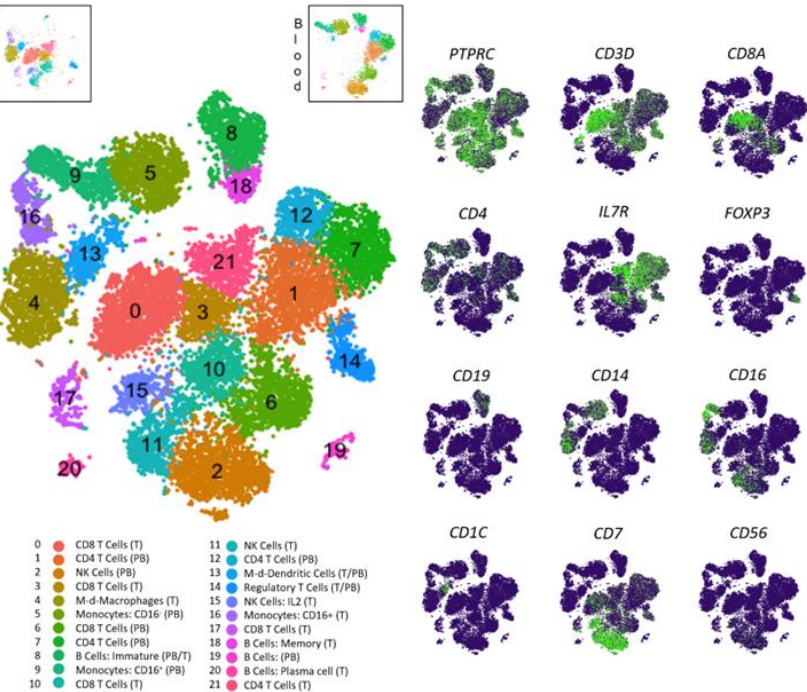 B
l
o
o
d
PTPRC CD3D CD8A
CD4 IL7R FOXP3
CD19 CD14 CD16
CD1C CD7 CD56
8
5
9
18
16
12
13
7
21
4
1
0
3
14
10
17
15
6
11
19
20
2
0 CD8 T Cells (T)
1 CD4 T Cells (PB)
2 NK Cells (PB)
3 CD8 T Cells (T)
4 M-d-Macrophages (T)
5 Monocytes: CD16⁻ (PB)
6 CD8 T Cells (PB)
7 CD4 T Cells (PB)
8 B Cells: Immature (PB/T)
9 Monocytes: CD16⁺ (PB)
10 CD8 T Cells (T)
11 NK Cells (T)
12 CD4 T Cells (PB)
13 M-d-Dendritic Cells (T/PB)
14 Regulatory T Cells (T/PB)
15 NK Cells: IL2 (T)
16 Monocytes: CD16+ (T)
17 CD8 T Cells (T)
18 B Cells: Memory (T)
19 B Cells: (PB)
20 B Cells: Plasma cell (T)
21 CD4 T Cells (T)